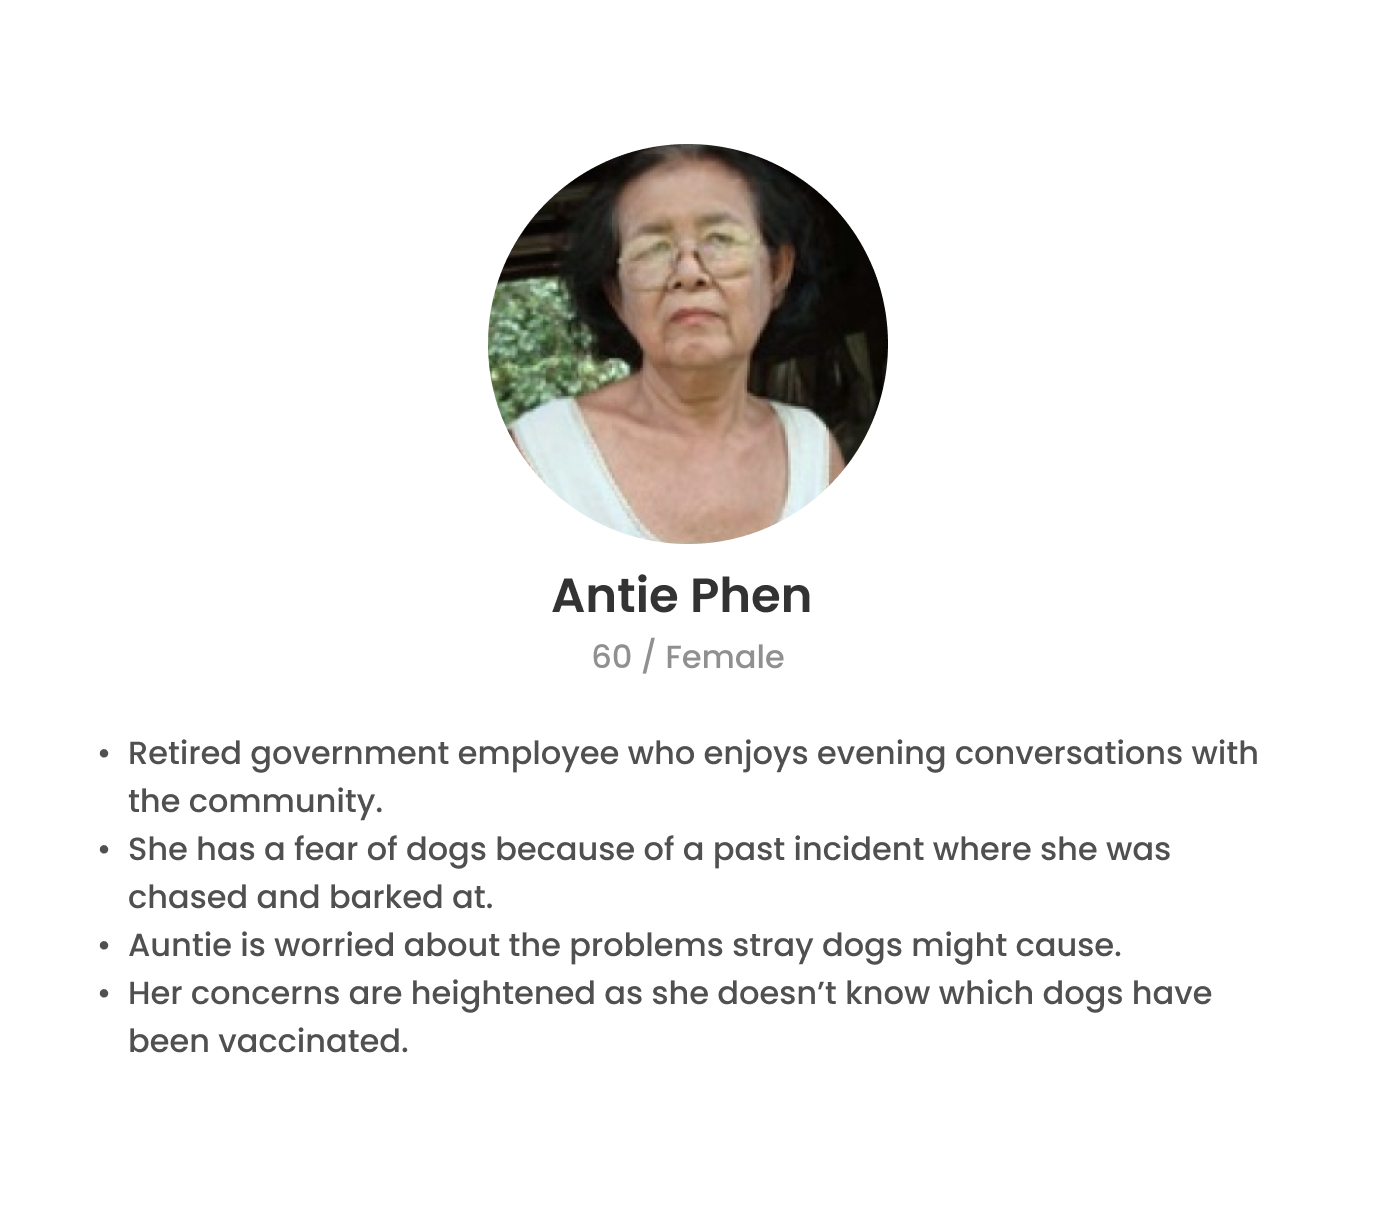 Antie Phen
60 / Female
• Retired government employee who enjoys evening conversations with
the community.
• She has a fear of dogs because of a past incident where she was
chased and barked at.
• Auntie is worried about the problems stray dogs might cause.
• Her concerns are heightened as she doesn’t know which dogs have
been vaccinated.